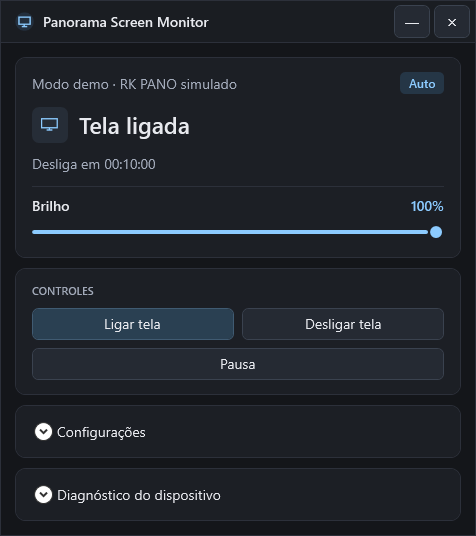 Panorama Screen Monitor
Modo demo · RK PANO simulado
Auto
Tela ligada
Desliga em 00:10:00
Brilho
100%
CONTROLES
Ligar tela
Desligar tela
Pausa
Configurações
Diagnóstico do dispositivo